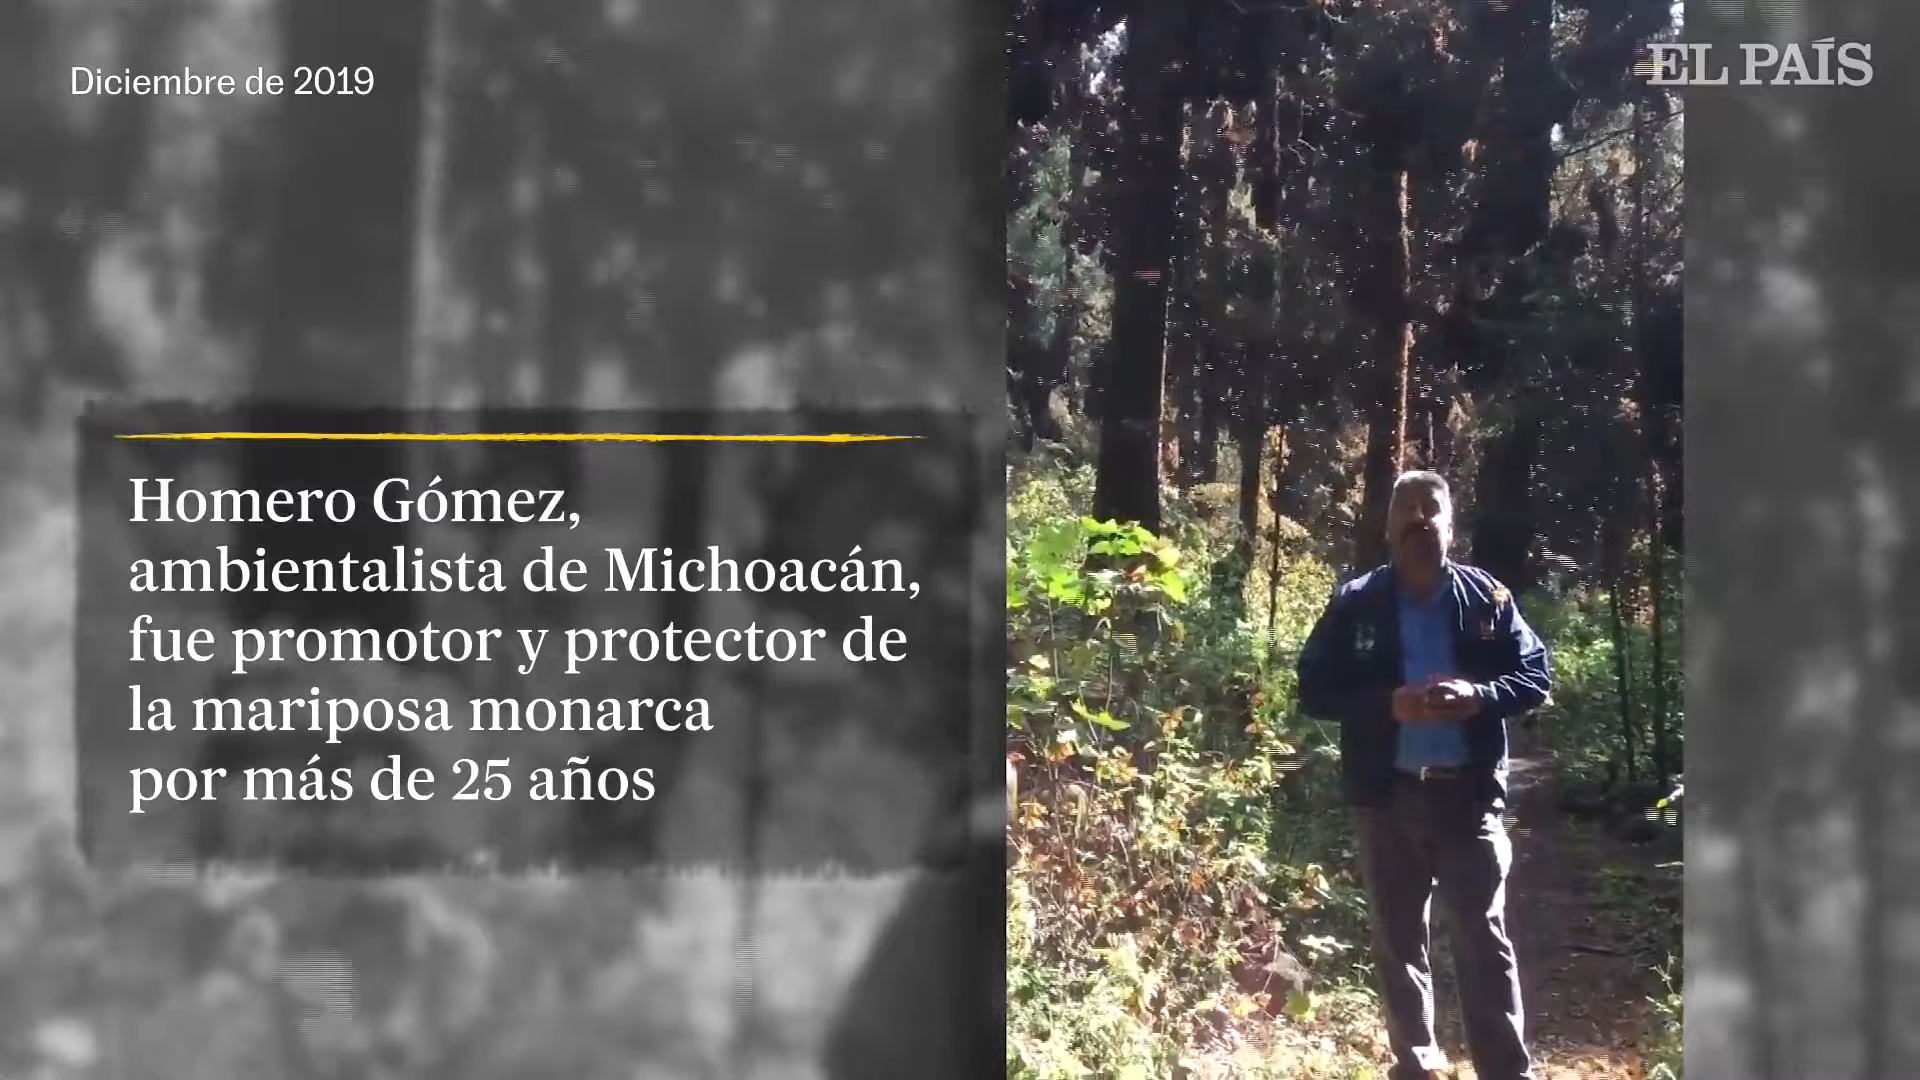 Diciembre de 2019
EL PAÍS
Homero Gómez,
ambientalista de Michoacán,
fue promotor y protector de
la mariposa monarca
por más de 25 años